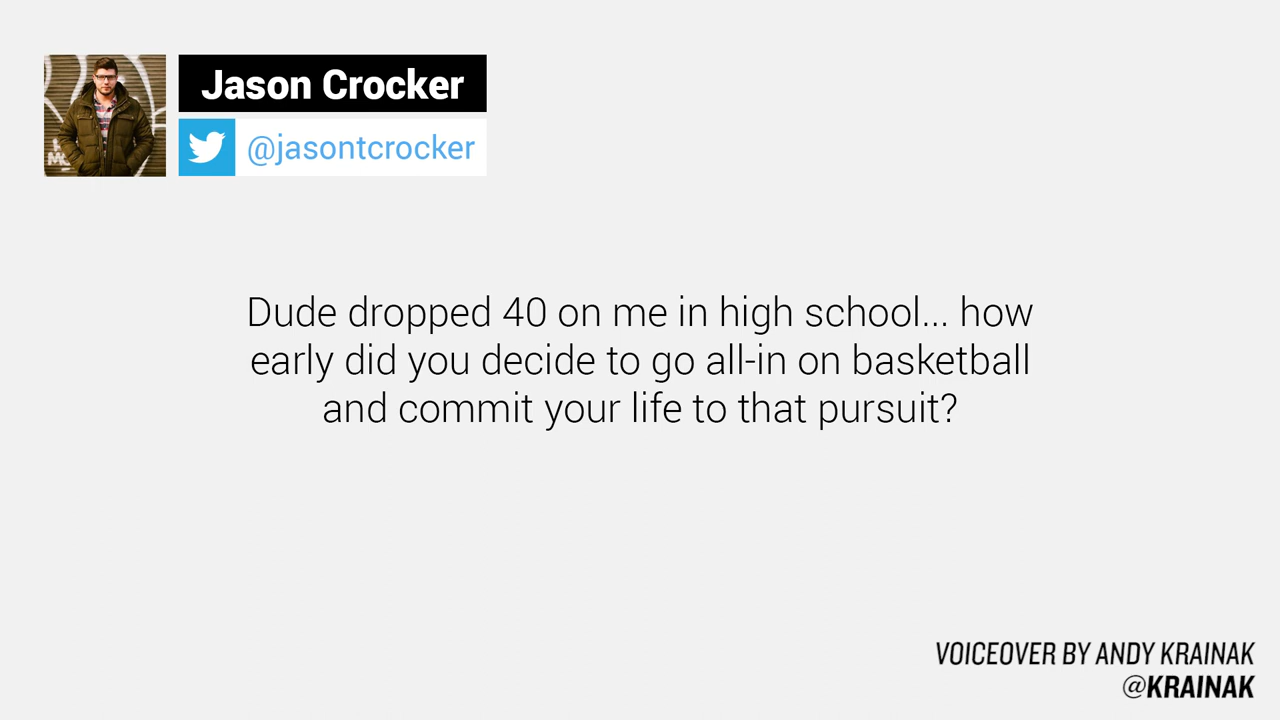 Jason Crocker
@jasontcrocker
Dude dropped 40 on me in high school... how
early did you decide to go all-in on basketball
and commit your life to that pursuit?
VOICEOVER BY ANDY KRAINAK
@KRAINAK